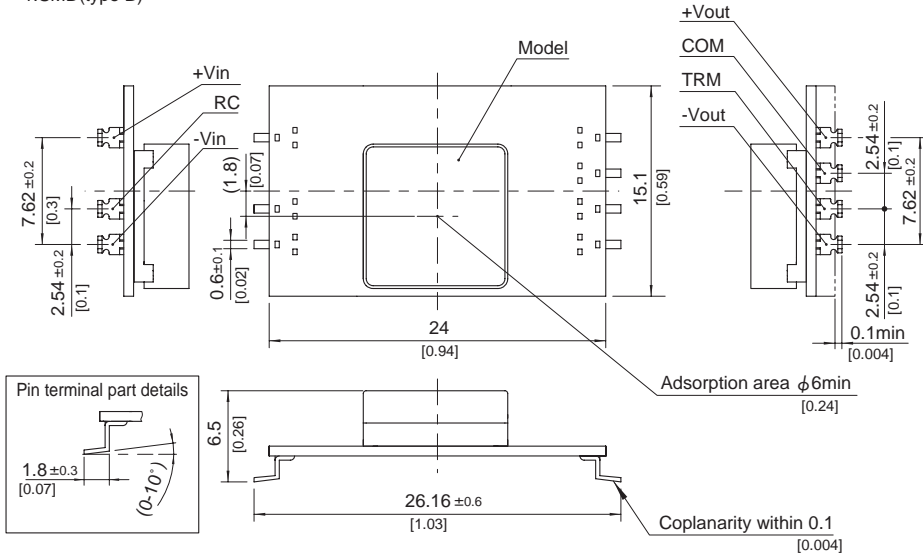 +Vin
RC
-Vin
7.62 ±0.2
[0.3]
2.54 ±0.2
[0.1]
Model
(1.8)
[0.07]
0.6±0.1
[0.02]
15.1
[0.59]
24
[0.94]
+Vout
COM
TRM
-Vout
2.54±0.2
[0.1]
7.62 ±0.2
[0.3]
2.54 ±0.2
[0.1]
0.1min
[0.004]
Adsorption area ϕ6min
[0.24]
Pin terminal part details
1.8 ±0.3
[0.07]
(0-10°)
6.5
[0.26]
26.16 ±0.6
[1.03]
Coplanarity within 0.1
[0.004]